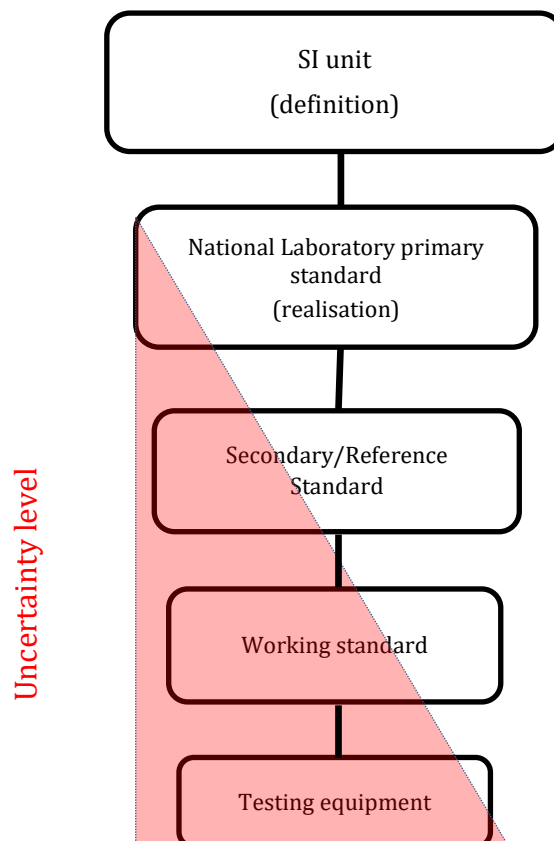 SI unit
(definition)
National Laboratory primary
standard
(realisation)
Secondary/Reference
Standard
Working standard
Testing equipment
Uncertainty level